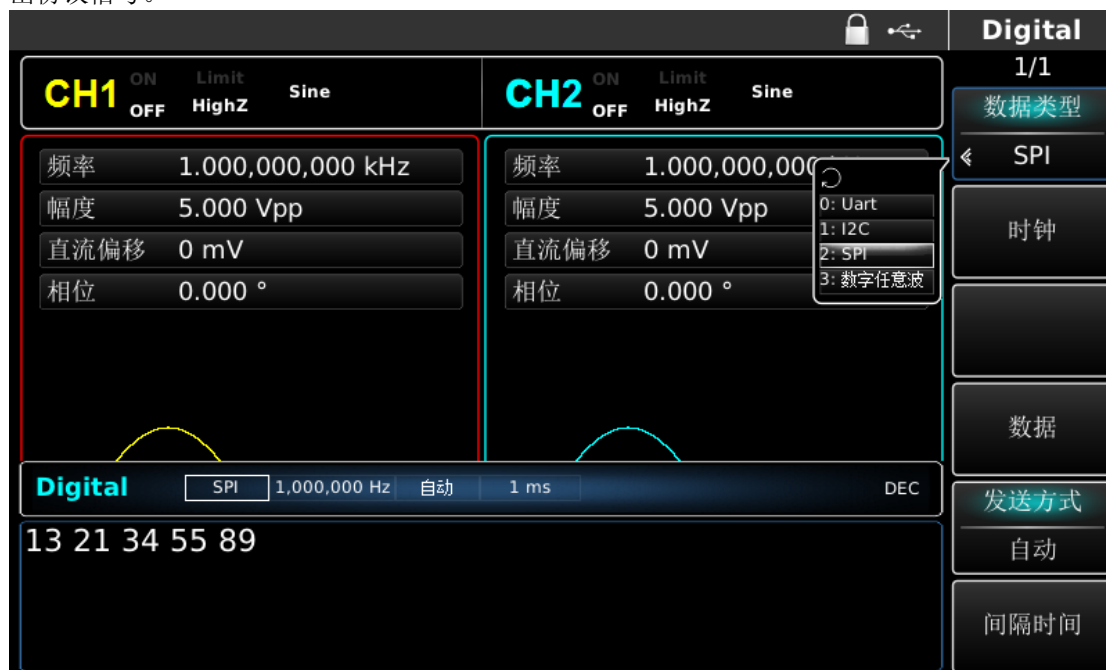 Digital
1/1
CH1 ON OFF Limit HighZ Sine
CH2 ON OFF Limit HighZ Sine
数据类型
SPI
频率 1.000,000,000 kHz
幅度 5.000 Vpp
直流偏移 0 mV
相位 0.000 °
频率 1.000,000,000
幅度 5.000 Vpp
直流偏移 0 mV
相位 0.000 °
0: Uart
1: I2C
2: SPI
3: 数字任意波
时钟
数据
Digital SPI 1,000,000 Hz 自动 1 ms DEC
13 21 34 55 89
发送方式
自动
间隔时间